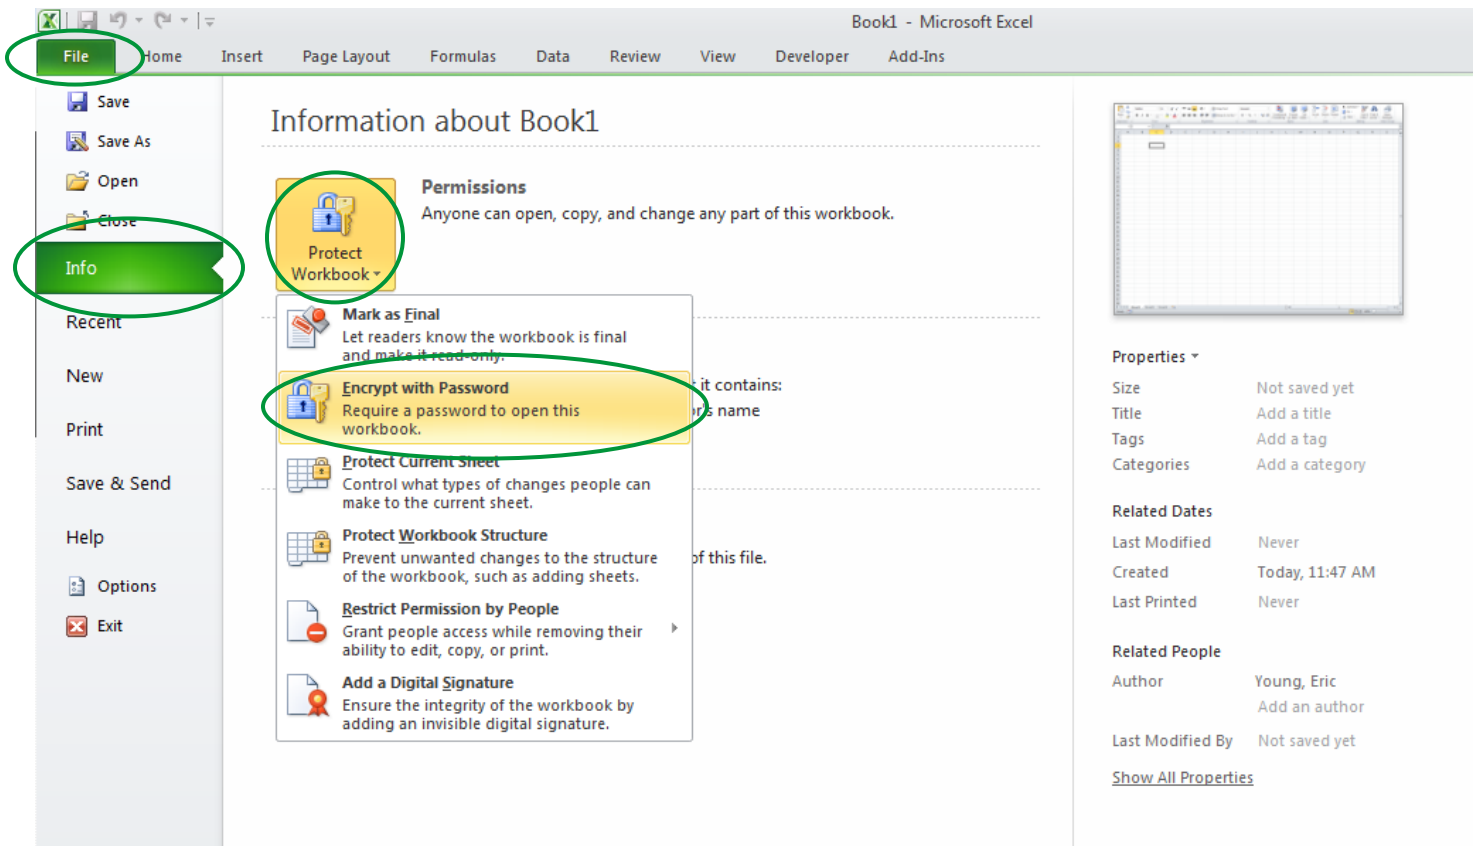 Book1 - Microsoft Excel
File Home Insert Page Layout Formulas Data Review View Developer Add-Ins
Save
Save As
Open
Close
Info
Recent
New
Print
Save & Send
Help
Options
Exit
Information about Book1
Protect
Workbook
Permissions
Anyone can open, copy, and change any part of this workbook.
Mark as Final
Let readers know the workbook is final
and make it read-only.
Encrypt with Password
Require a password to open this
workbook.
Protect Current Sheet
Control what types of changes people can
make to the current sheet.
Protect Workbook Structure
Prevent unwanted changes to the structure
of the workbook, such as adding sheets.
Restrict Permission by People
Grant people access while removing their
ability to edit, copy, or print.
Add a Digital Signature
Ensure the integrity of the workbook by
adding an invisible digital signature.
it contains:
name
of this file.
Properties
Size Not saved yet
Title Add a title
Tags Add a tag
Categories Add a category
Related Dates
Last Modified Never
Created Today, 11:47 AM
Last Printed Never
Related People
Author Young, Eric
Add an author
Last Modified By Not saved yet
Show All Properties